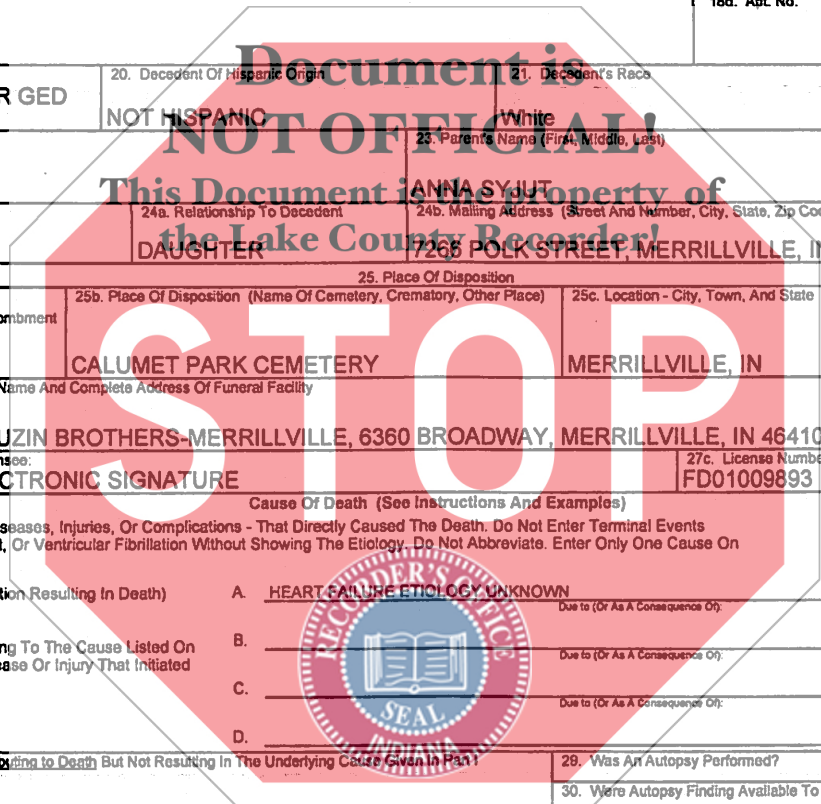 18d. Apt. No.
Document is
20. Decedent Of Hispanic Origin
21. Decedent's Race
R GED
NOT HISPANIC
White
NOT OFFICIAL!
23. Parent's Name (First, Middle, Last)
ANNA SYJUT
This Document is the property of
24a. Relationship To Decedent
24b. Mailing Address (Street And Number, City, State, Zip Co
the Lake County Recorder!
DAUGHTER
7266 POLK STREET, MERRILLVILLE, IN
25. Place Of Disposition
25b. Place Of Disposition (Name Of Cemetery, Crematory, Other Place)
25c. Location - City, Town, And State
ombment
STOP
CALUMET PARK CEMETERY
MERRILLVILLE, IN
Name And Complete Address Of Funeral Facility
UZIN BROTHERS-MERRILLVILLE, 6360 BROADWAY, MERRILLVILLE, IN 46410
nsee:
27c. License Numbe
CTRONIC SIGNATURE
FD01009893
Cause Of Death (See Instructions And Examples)
seases, Injuries, Or Complications - That Directly Caused The Death. Do Not Enter Terminal Events
t, Or Ventricular Fibrillation Without Showing The Etiology. Do Not Abbreviate. Enter Only One Cause On
tion Resulting In Death)
A. HEART FAILURE ETIOLOGY UNKNOWN
Due to (Or As A Consequence Of):
ng To The Cause Listed On
B.
ease Or Injury That Initiated
Due to (Or As A Consequence Of):
C.
Due to (Or As A Consequence Of):
D.
RECORDER'S OFFICE
SEAL
INDIANA
buting to Death But Not Resulting In The Underlying Cause Given In Part I
29. Was An Autopsy Performed?
30. Were Autopsy Finding Available To